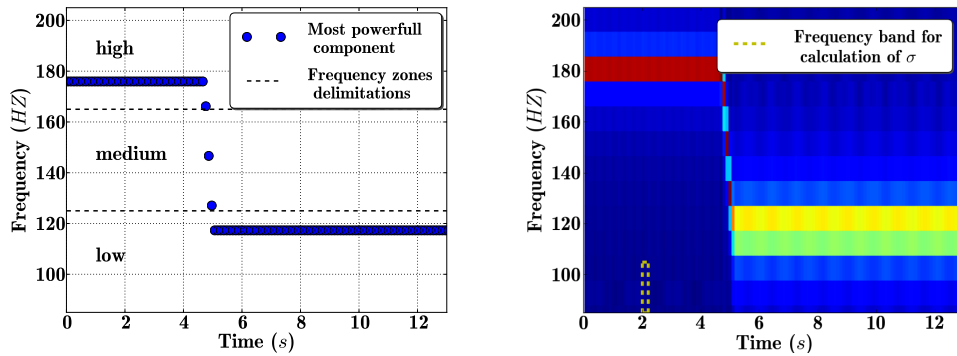 200
180
160
140
120
100
Frequency (HZ)
high
medium
low
Most powerfull
component
Frequency zones
delimitations
0 2 4 6 8 10 12
Time (s)
200
180
160
140
120
100
Frequency (HZ)
Frequency band for
calculation of σ
0 2 4 6 8 10 12
Time (s)